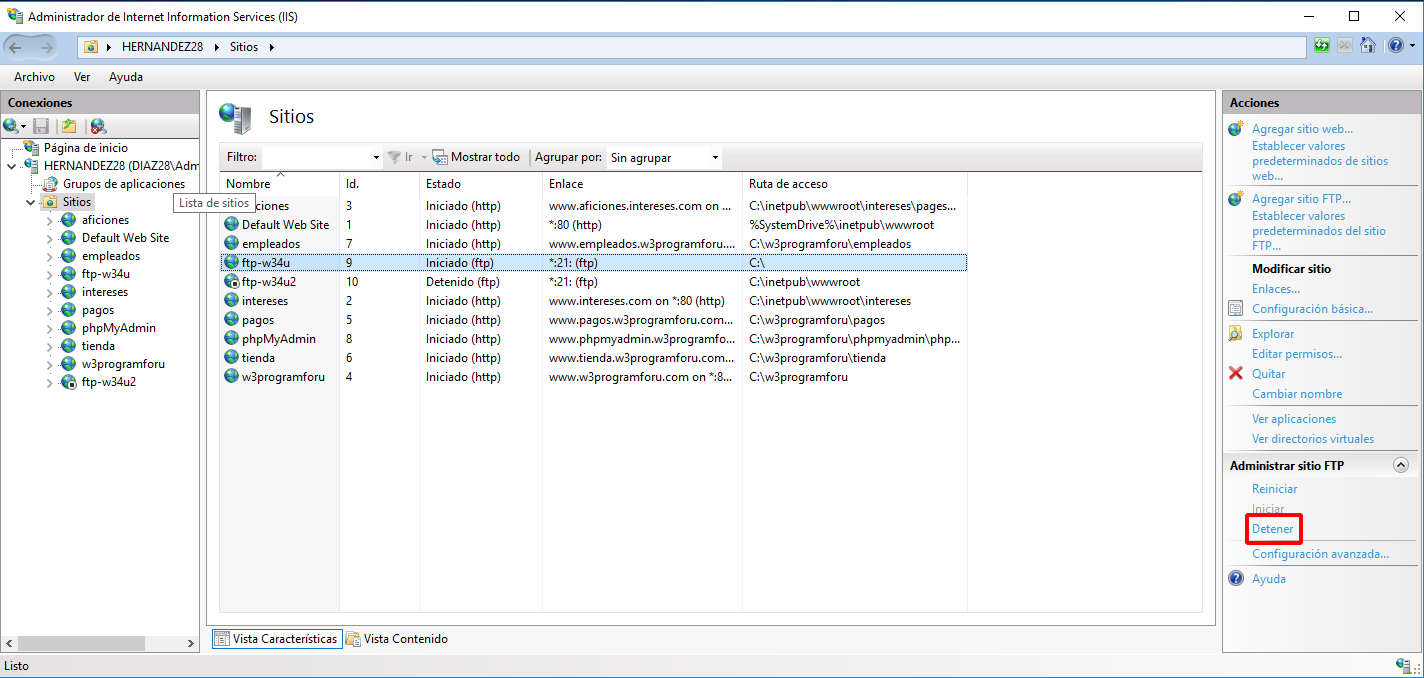 Administrador de Internet Information Services (IIS)
HERNANDEZ28 Sitios
Archivo Ver Ayuda
Conexiones
Página de inicio
HERNANDEZ28 (DIAZ28\Adm
Grupos de aplicaciones
Sitios
Lista de sitios
aficiones
Default Web Site
empleados
ftp-w34u
intereses
pagos
phpMyAdmin
tienda
w3programforu
ftp-w34u2
Sitios
Filtro: Ir Mostrar todo Agrupar por: Sin agrupar
Nombre Id. Estado Enlace Ruta de acceso
ciones 3 Iniciado (http) www.aficiones.intereses.com on ... C:\inetpub\wwwroot\intereses\pages...
Default Web Site 1 Iniciado (http) *:80 (http) %SystemDrive%\inetpub\wwwroot
empleados 7 Iniciado (http) www.empleados.w3programforu.... C:\w3programforu\empleados
ftp-w34u 9 Iniciado (ftp) *:21: (ftp) C:\
ftp-w34u2 10 Detenido (ftp) *:21: (ftp) C:\inetpub\wwwroot
intereses 2 Iniciado (http) www.intereses.com on *:80 (http) C:\inetpub\wwwroot\intereses
pagos 5 Iniciado (http) www.pagos.w3programforu.com... C:\w3programforu\pagos
phpMyAdmin 8 Iniciado (http) www.phpmyadmin.w3programfo... C:\w3programforu\phpmyadmin\php...
tienda 6 Iniciado (http) www.tienda.w3programforu.com... C:\w3programforu\tienda
w3programforu 4 Iniciado (http) www.w3programforu.com on *:8... C:\w3programforu
Vista Características Vista Contenido
Acciones
Agregar sitio web...
Establecer valores
predeterminados de sitios
web...
Agregar sitio FTP...
Establecer valores
predeterminados del sitio
FTP...
Modificar sitio
Enlaces...
Configuración básica...
Explorar
Editar permisos...
Quitar
Cambiar nombre
Ver aplicaciones
Ver directorios virtuales
Administrar sitio FTP
Reiniciar
Iniciar
Detener
Configuración avanzada...
Ayuda
Listo